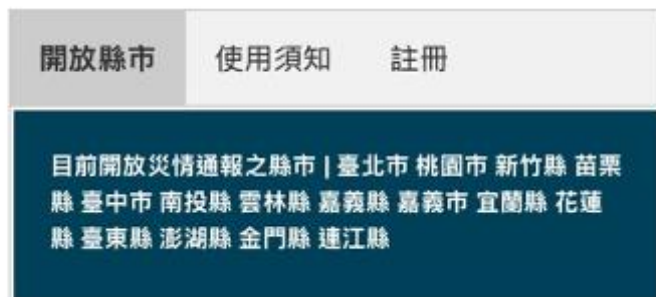 開放縣市 使用須知 註冊
目前開放災情通報之縣市 | 臺北市 桃園市 新竹縣 苗栗
縣 臺中市 南投縣 雲林縣 嘉義縣 嘉義市 宜蘭縣 花蓮
縣 臺東縣 澎湖縣 金門縣 連江縣